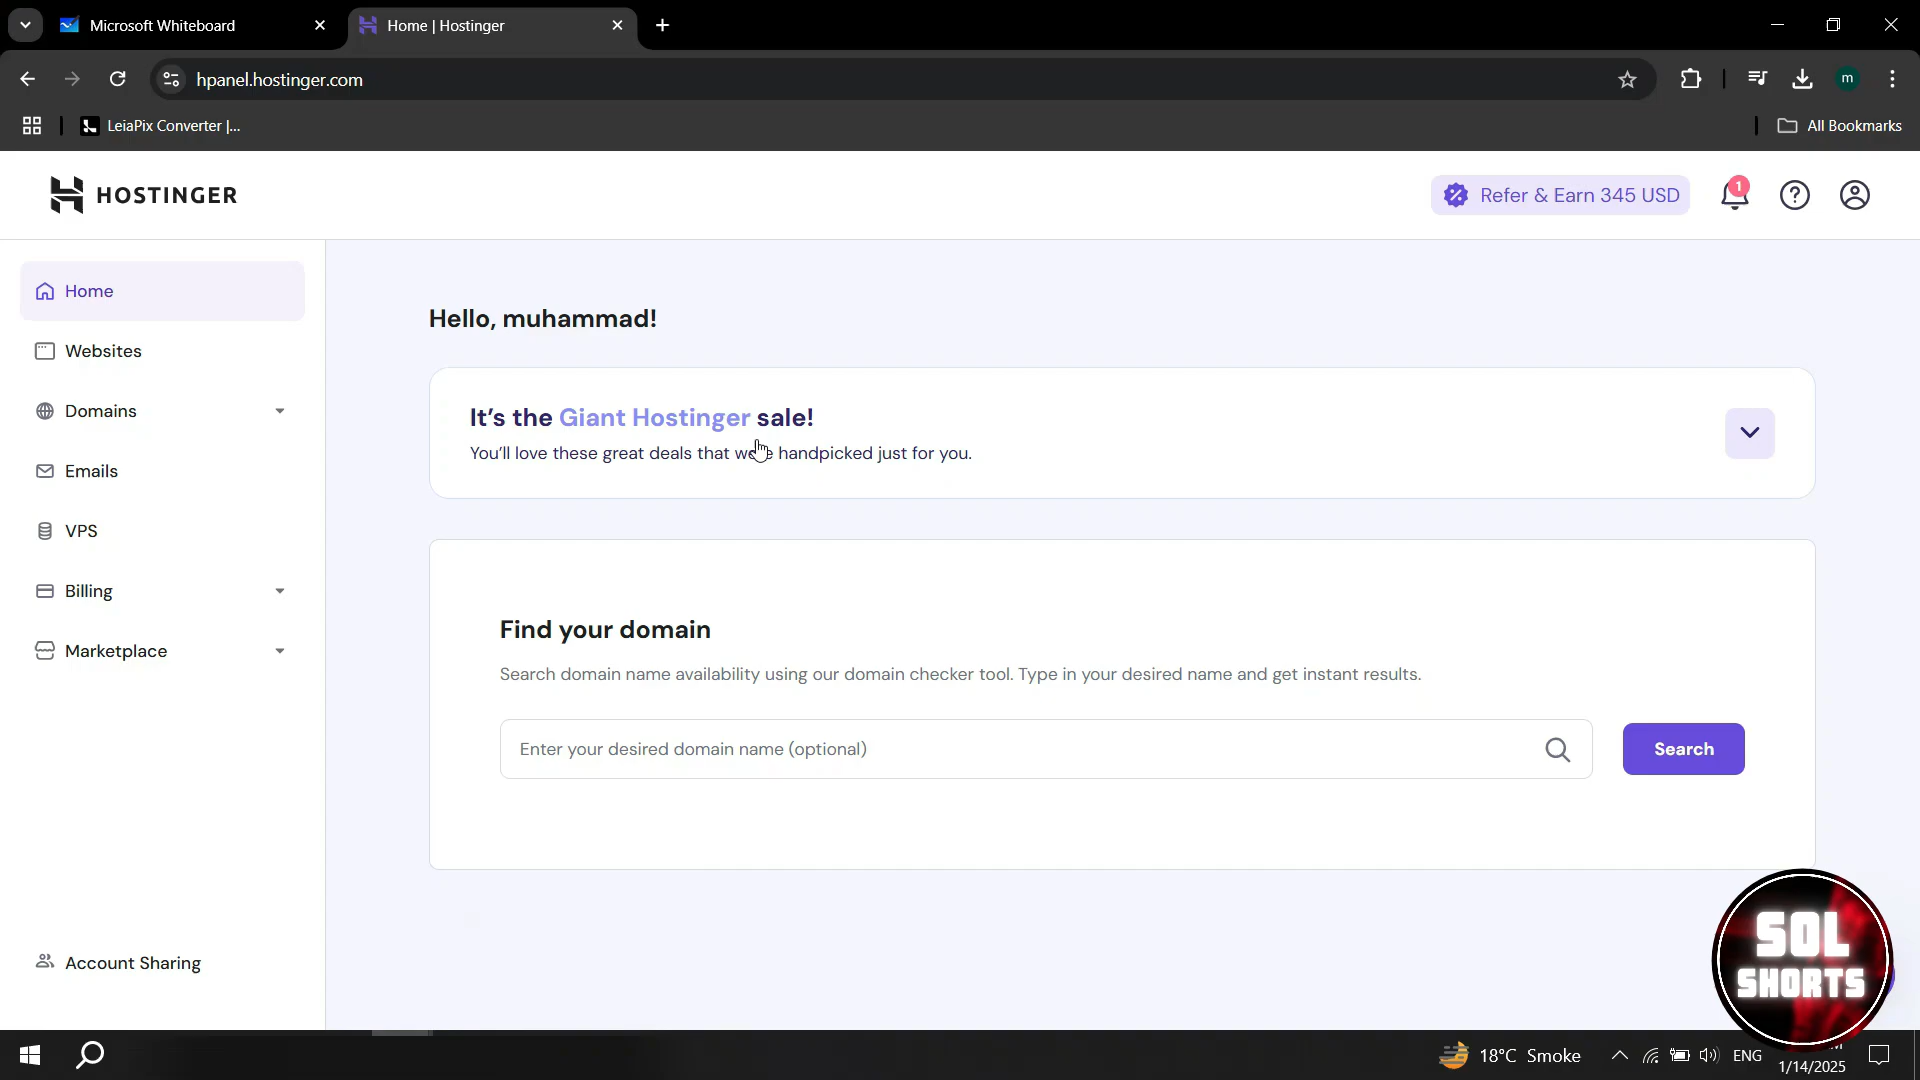 Microsoft Whiteboard
Home | Hostinger
hpanel.hostinger.com
m
LeiaPix Converter |...
All Bookmarks
HOSTINGER
Refer & Earn 345 USD
1
Home
Websites
Domains
Emails
VPS
Billing
Marketplace
Account Sharing
Hello, muhammad!
It's the Giant Hostinger sale!
You'll love these great deals that were handpicked just for you.
Find your domain
Search domain name availability using our domain checker tool. Type in your desired name and get instant results.
Enter your desired domain name (optional)
Search
SOL
SHORTS
18°C Smoke
ENG
1/14/2025